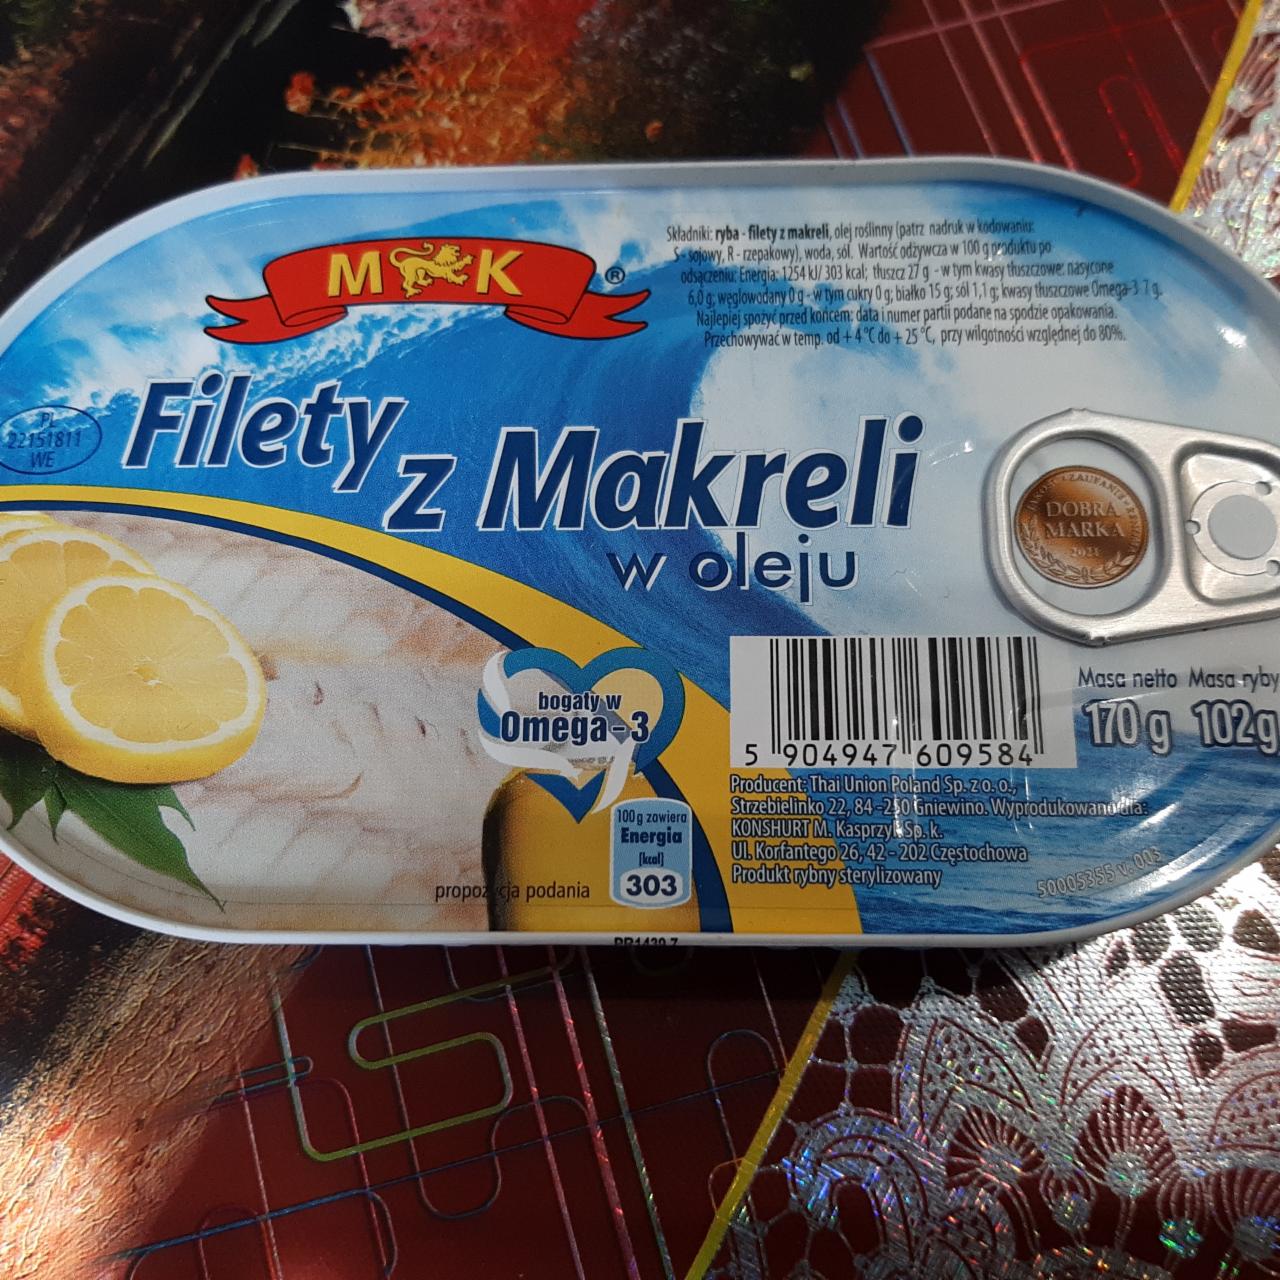 M K ®
Składniki: ryba - filety z makreli, olej roślinny (patrz nadruk w kodowaniu:
S - sojowy, R - rzepakowy), woda, sól. Wartość odżywcza w 100 g produktu po
odsączeniu: Energia: 1254 kJ/ 303 kcal; tłuszcz 27 g - w tym kwasy tłuszczowe: nasycone
6,0 g; węglowodany 0 g - w tym cukry 0 g; białko 15 g; sól 1,1 g; kwasy tłuszczowe Omega-3 7 g.
Najlepiej spożyć przed końcem: data i numer partii podane na spodzie opakowania.
Przechowywać w temp. od + 4 °C do + 25 °C, przy wilgotności względnej do 80%.
PL
22151811
WE
Filety
z Makreli
w oleju
DOBRA
MARKA
2021
bogaty w
Omega-3
5 904947 609584
Masa netto Masa ryby
170 g 102g
Producent: Thai Union Poland Sp. z o. o.,
Strzebielinko 22, 84 -250 Gniewino. Wyprodukowano dla:
KONSHURT M. Kasprzyk Sp. k.
Ul. Korfantego 26, 42 - 202 Częstochowa
Produkt rybny sterylizowany
50005355 v. 003
100 g zawiera
Energia
[kcal]
303
propozycja podania